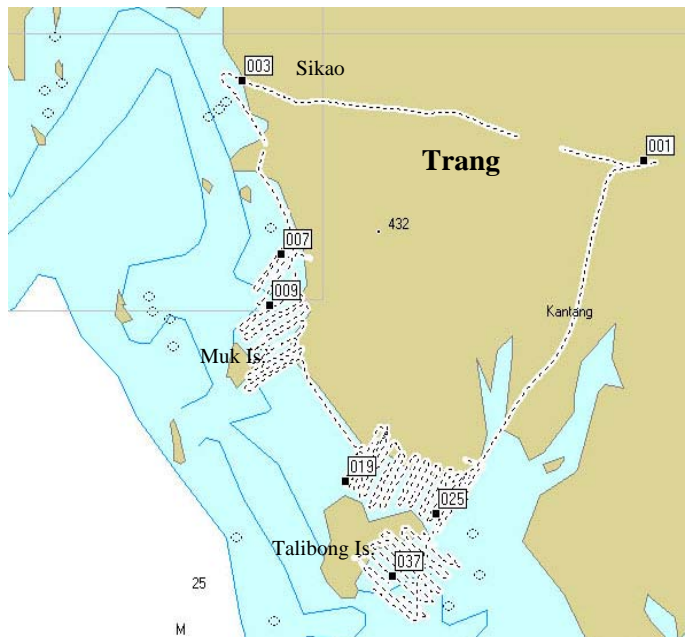 Sikao
003
001
Trang
432
007
009
Kantang
Muk Is.
019
025
Talibong Is.
037
25
M